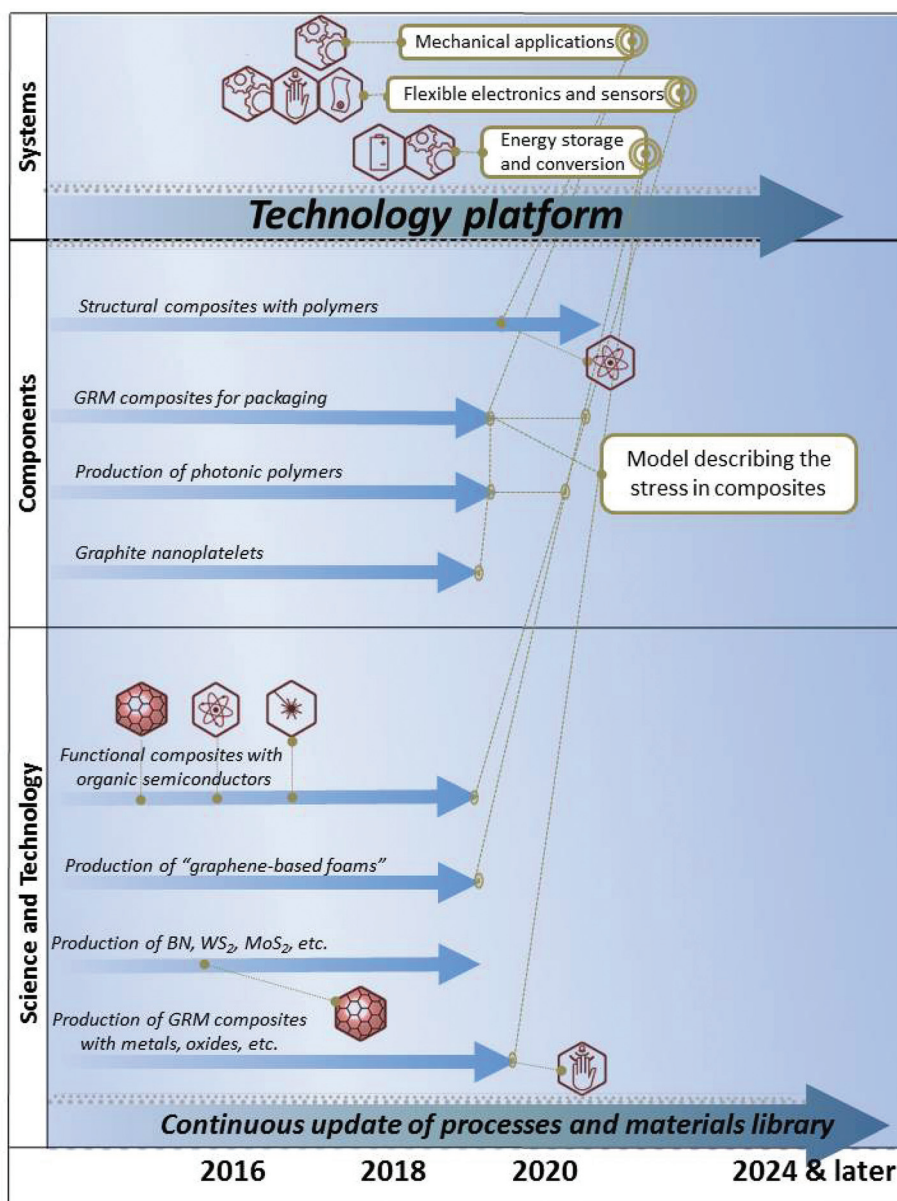 Systems
Mechanical applications
Flexible electronics and sensors
Energy storage
and conversion
Technology platform
Components
Structural composites with polymers
GRM composites for packaging
Production of photonic polymers
Graphite nanoplatelets
Model describing the
stress in composites
Science and Technology
Functional composites with
organic semiconductors
Production of “graphene-based foams”
Production of BN, WS₂, MoS₂, etc.
Production of GRM composites
with metals, oxides, etc.
Continuous update of processes and materials library
2016 2018 2020 2024 & later